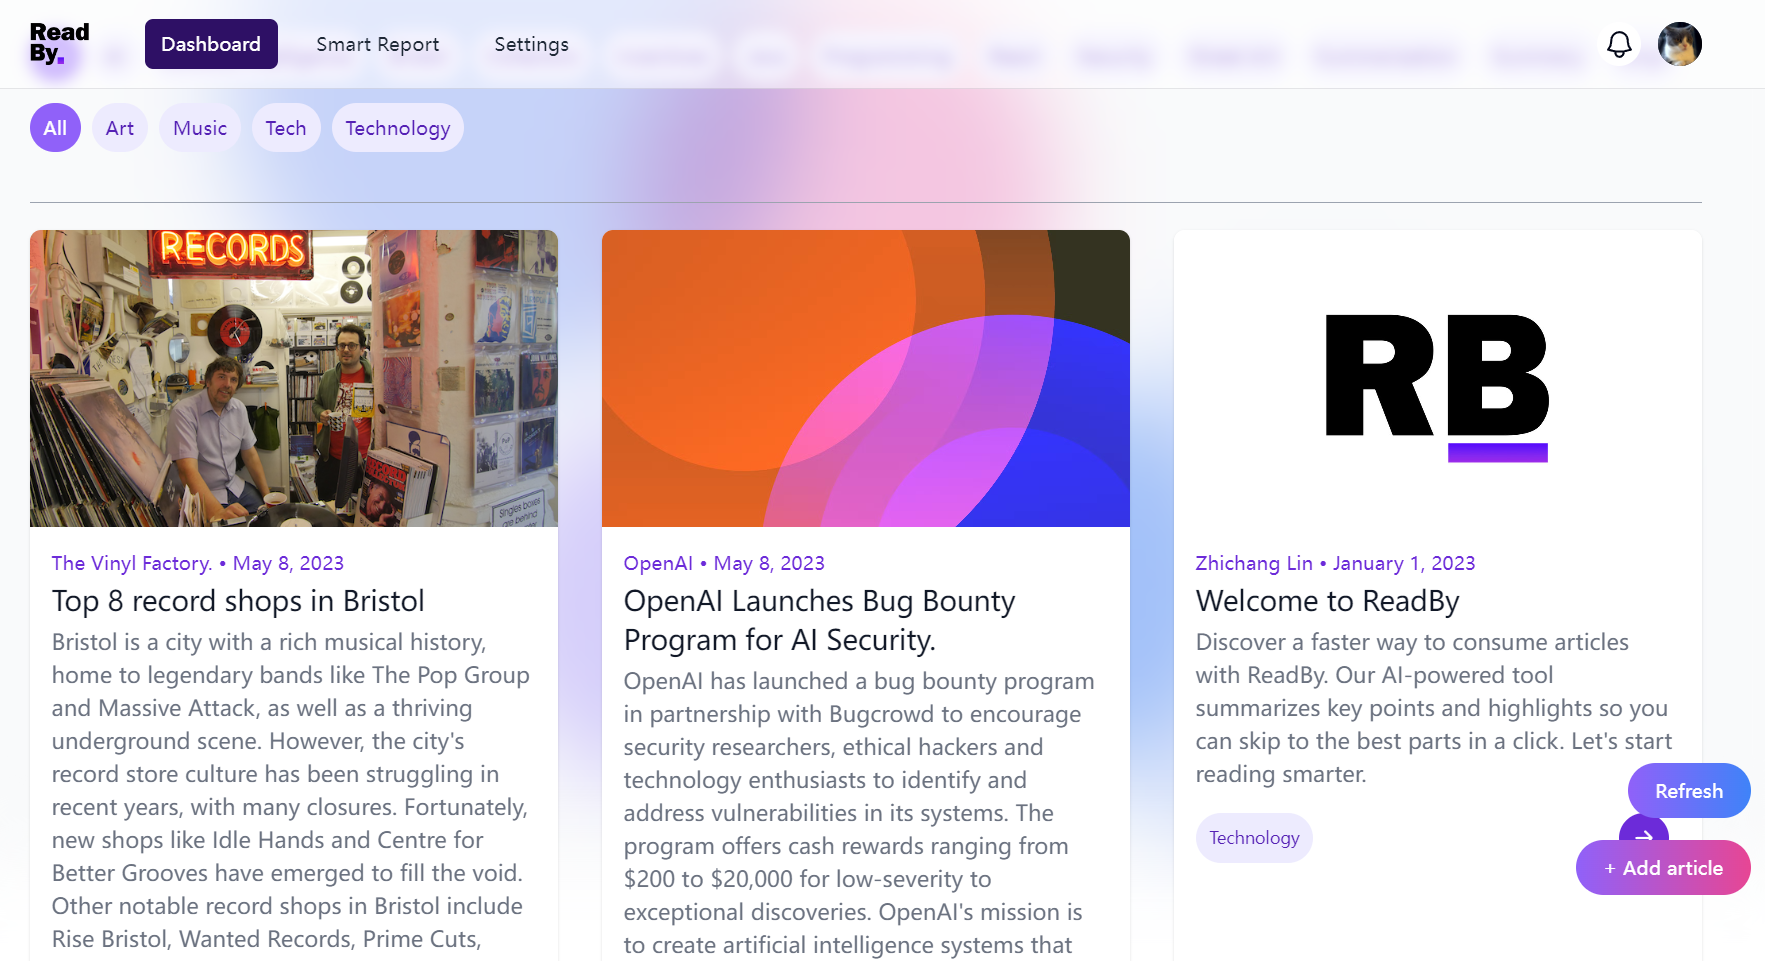 Read
By.
Dashboard
Smart Report
Settings
All
Art
Music
Tech
Technology
RECORDS
Singles boxes
are behind
RB
The Vinyl Factory. • May 8, 2023
Top 8 record shops in Bristol
Bristol is a city with a rich musical history,
home to legendary bands like The Pop Group
and Massive Attack, as well as a thriving
underground scene. However, the city's
record store culture has been struggling in
recent years, with many closures. Fortunately,
new shops like Idle Hands and Centre for
Better Grooves have emerged to fill the void.
Other notable record shops in Bristol include
Rise Bristol, Wanted Records, Prime Cuts,
OpenAI • May 8, 2023
OpenAI Launches Bug Bounty
Program for AI Security.
OpenAI has launched a bug bounty program
in partnership with Bugcrowd to encourage
security researchers, ethical hackers and
technology enthusiasts to identify and
address vulnerabilities in its systems. The
program offers cash rewards ranging from
$200 to $20,000 for low-severity to
exceptional discoveries. OpenAI's mission is
to create artificial intelligence systems that
Zhichang Lin • January 1, 2023
Welcome to ReadBy
Discover a faster way to consume articles
with ReadBy. Our AI-powered tool
summarizes key points and highlights so you
can skip to the best parts in a click. Let's start
reading smarter.
Technology
Refresh
+ Add article